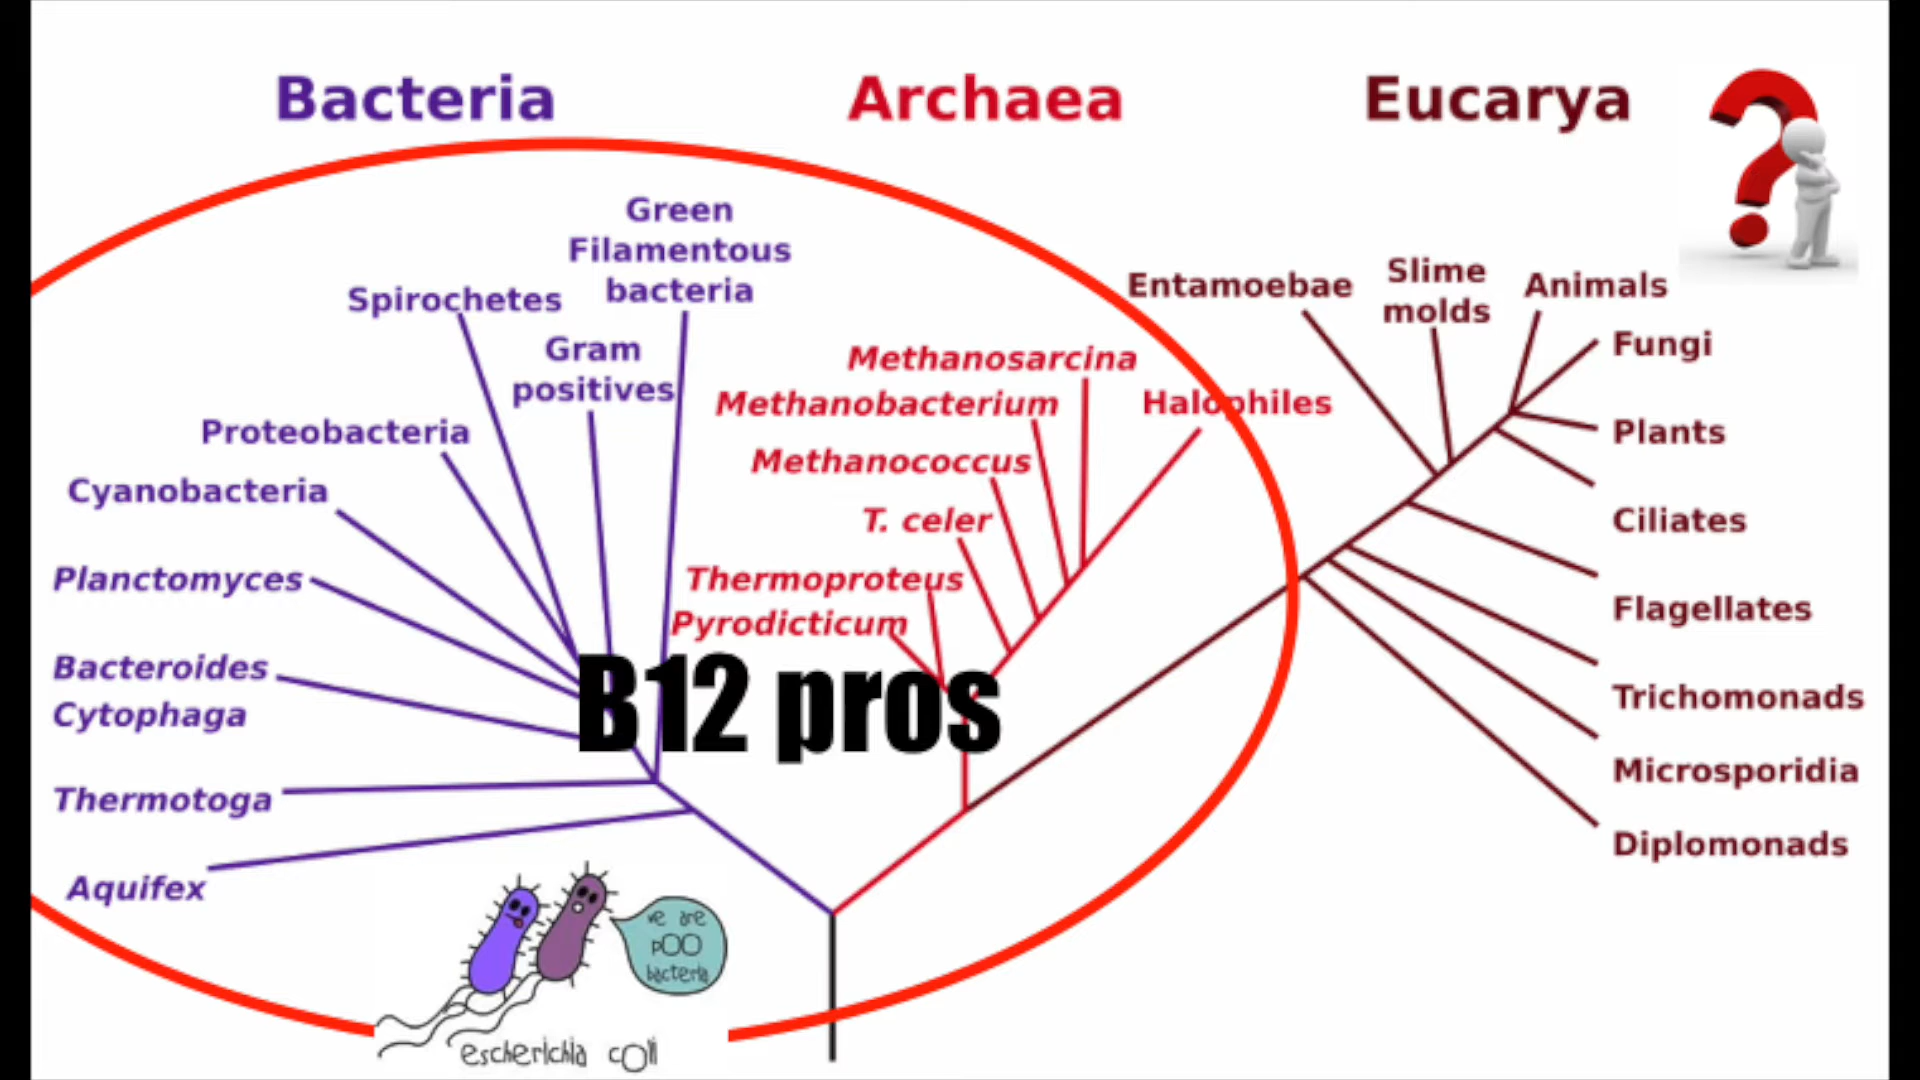 Bacteria
Archaea
Eucarya
Green
Filamentous
bacteria
Spirochetes
Gram
positives
Proteobacteria
Cyanobacteria
Planctomyces
Bacteroides
Cytophaga
Thermotoga
Aquifex
Methanosarcina
Methanobacterium
Halophiles
Methanococcus
T. celer
Thermoproteus
Pyrodicticum
Entamoebae
Slime
molds
Animals
Fungi
Plants
Ciliates
Flagellates
Trichomonads
Microsporidia
Diplomonads
B12 pros
we are
pOO
bacteria
escherichia cOli